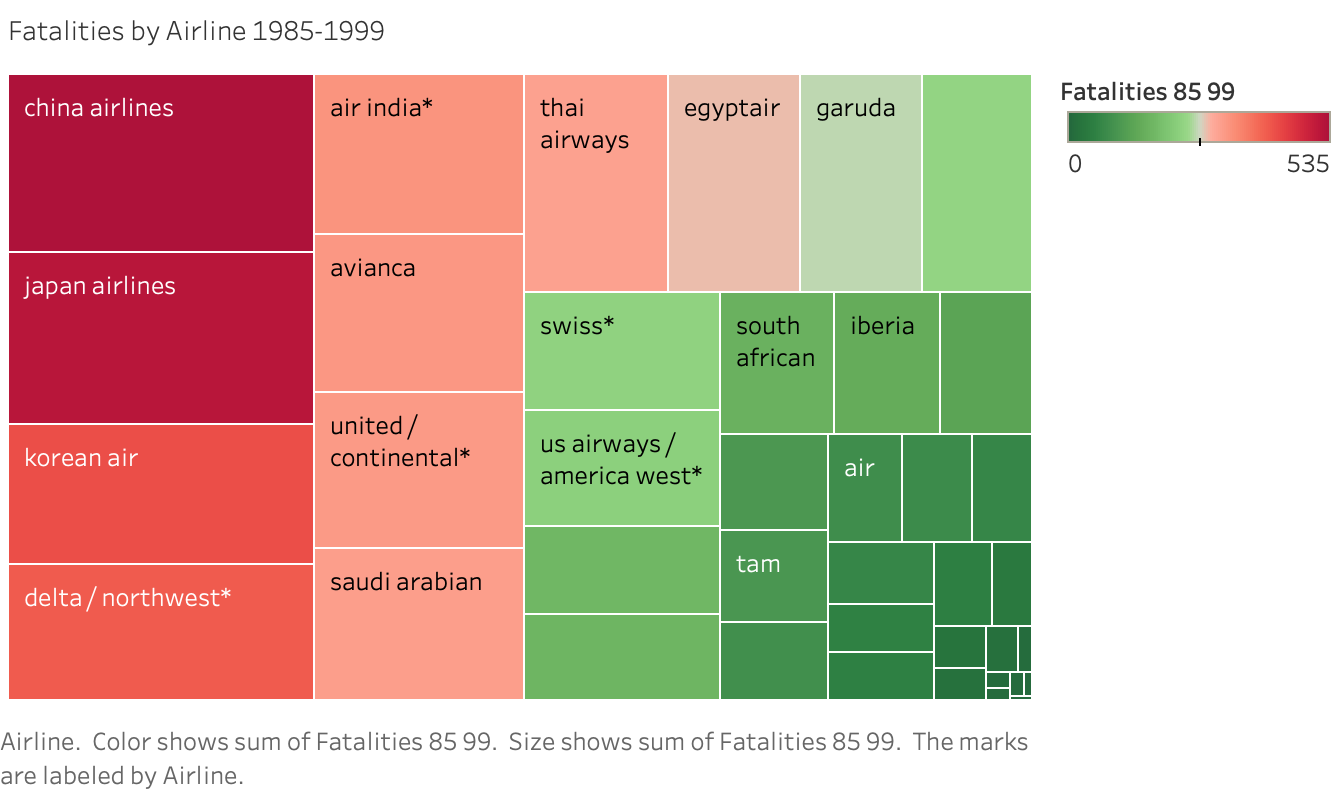 Fatalities by Airline 1985-1999
china airlines
japan airlines
korean air
delta / northwest*
air india*
avianca
united /
continental*
saudi arabian
thai
airways
egyptair
garuda
swiss*
us airways /
america west*
south
african
iberia
air
tam
Fatalities 85 99
0
535
Airline.  Color shows sum of Fatalities 85 99.  Size shows sum of Fatalities 85 99.  The marks
are labeled by Airline.